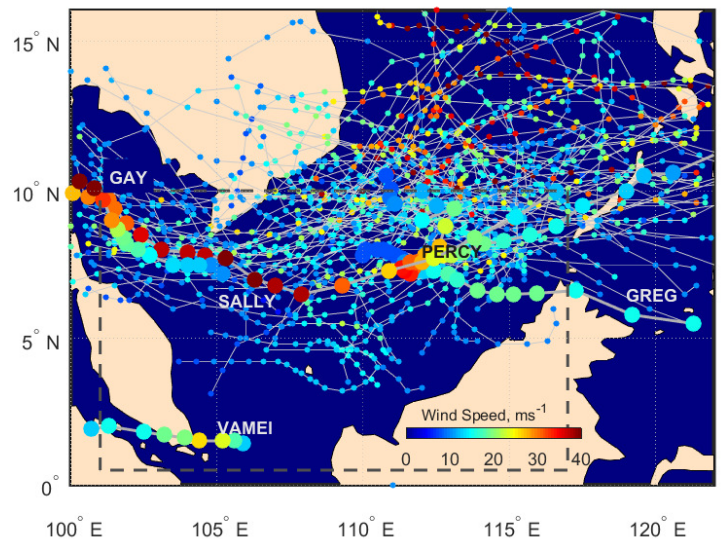 15° N
GAY
10° N
PERCY
SALLY
GREG
5° N
VAMEI
Wind Speed, ms⁻¹
0 10 20 30 40
0°
100° E 105° E 110° E 115° E 120° E